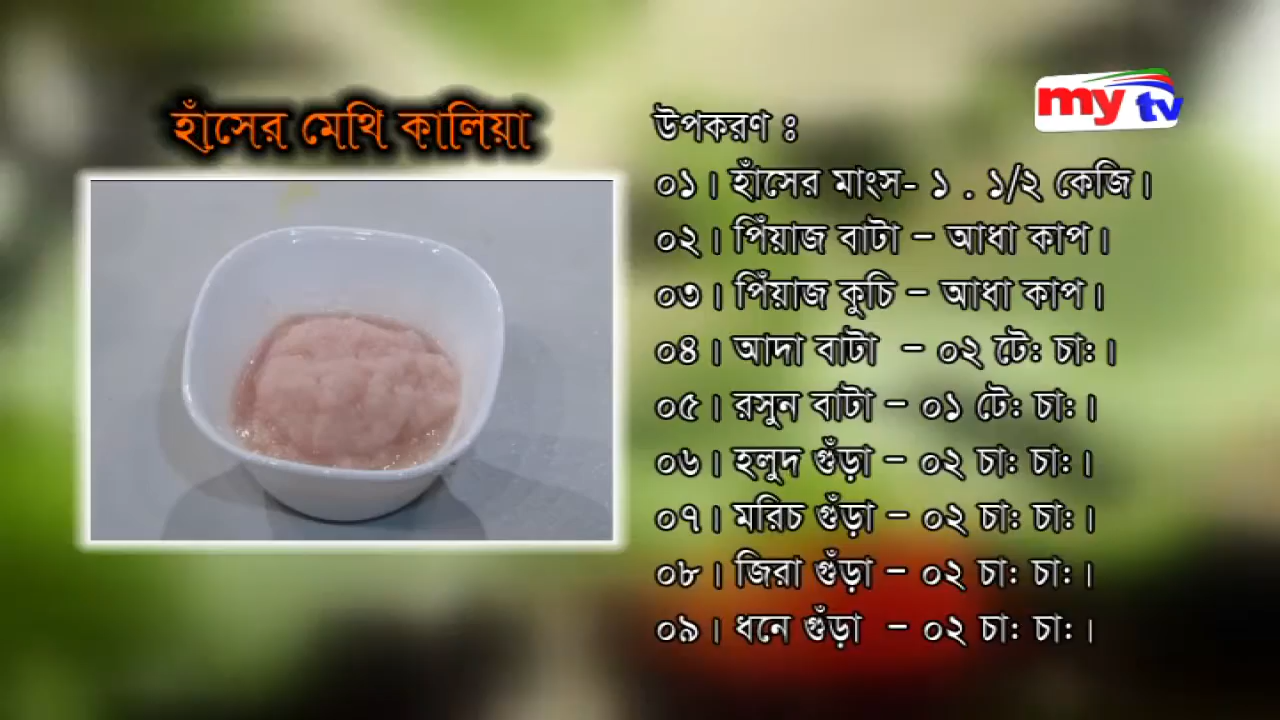 হাঁসের মেথি কালিয়া
my tv
উপকরণ ঃ
০১। হাঁসের মাংস- ১ . ১/২ কেজি।
০২। পিঁয়াজ বাটা – আধা কাপ।
০৩। পিঁয়াজ কুচি – আধা কাপ।
০৪। আদা বাটা – ০২ টেঃ চাঃ।
০৫। রসুন বাটা – ০১ টেঃ চাঃ।
০৬। হলুদ গুঁড়া – ০২ চাঃ চাঃ।
০৭। মরিচ গুঁড়া – ০২ চাঃ চাঃ।
০৮। জিরা গুঁড়া – ০২ চাঃ চাঃ।
০৯। ধনে গুঁড়া – ০২ চাঃ চাঃ।